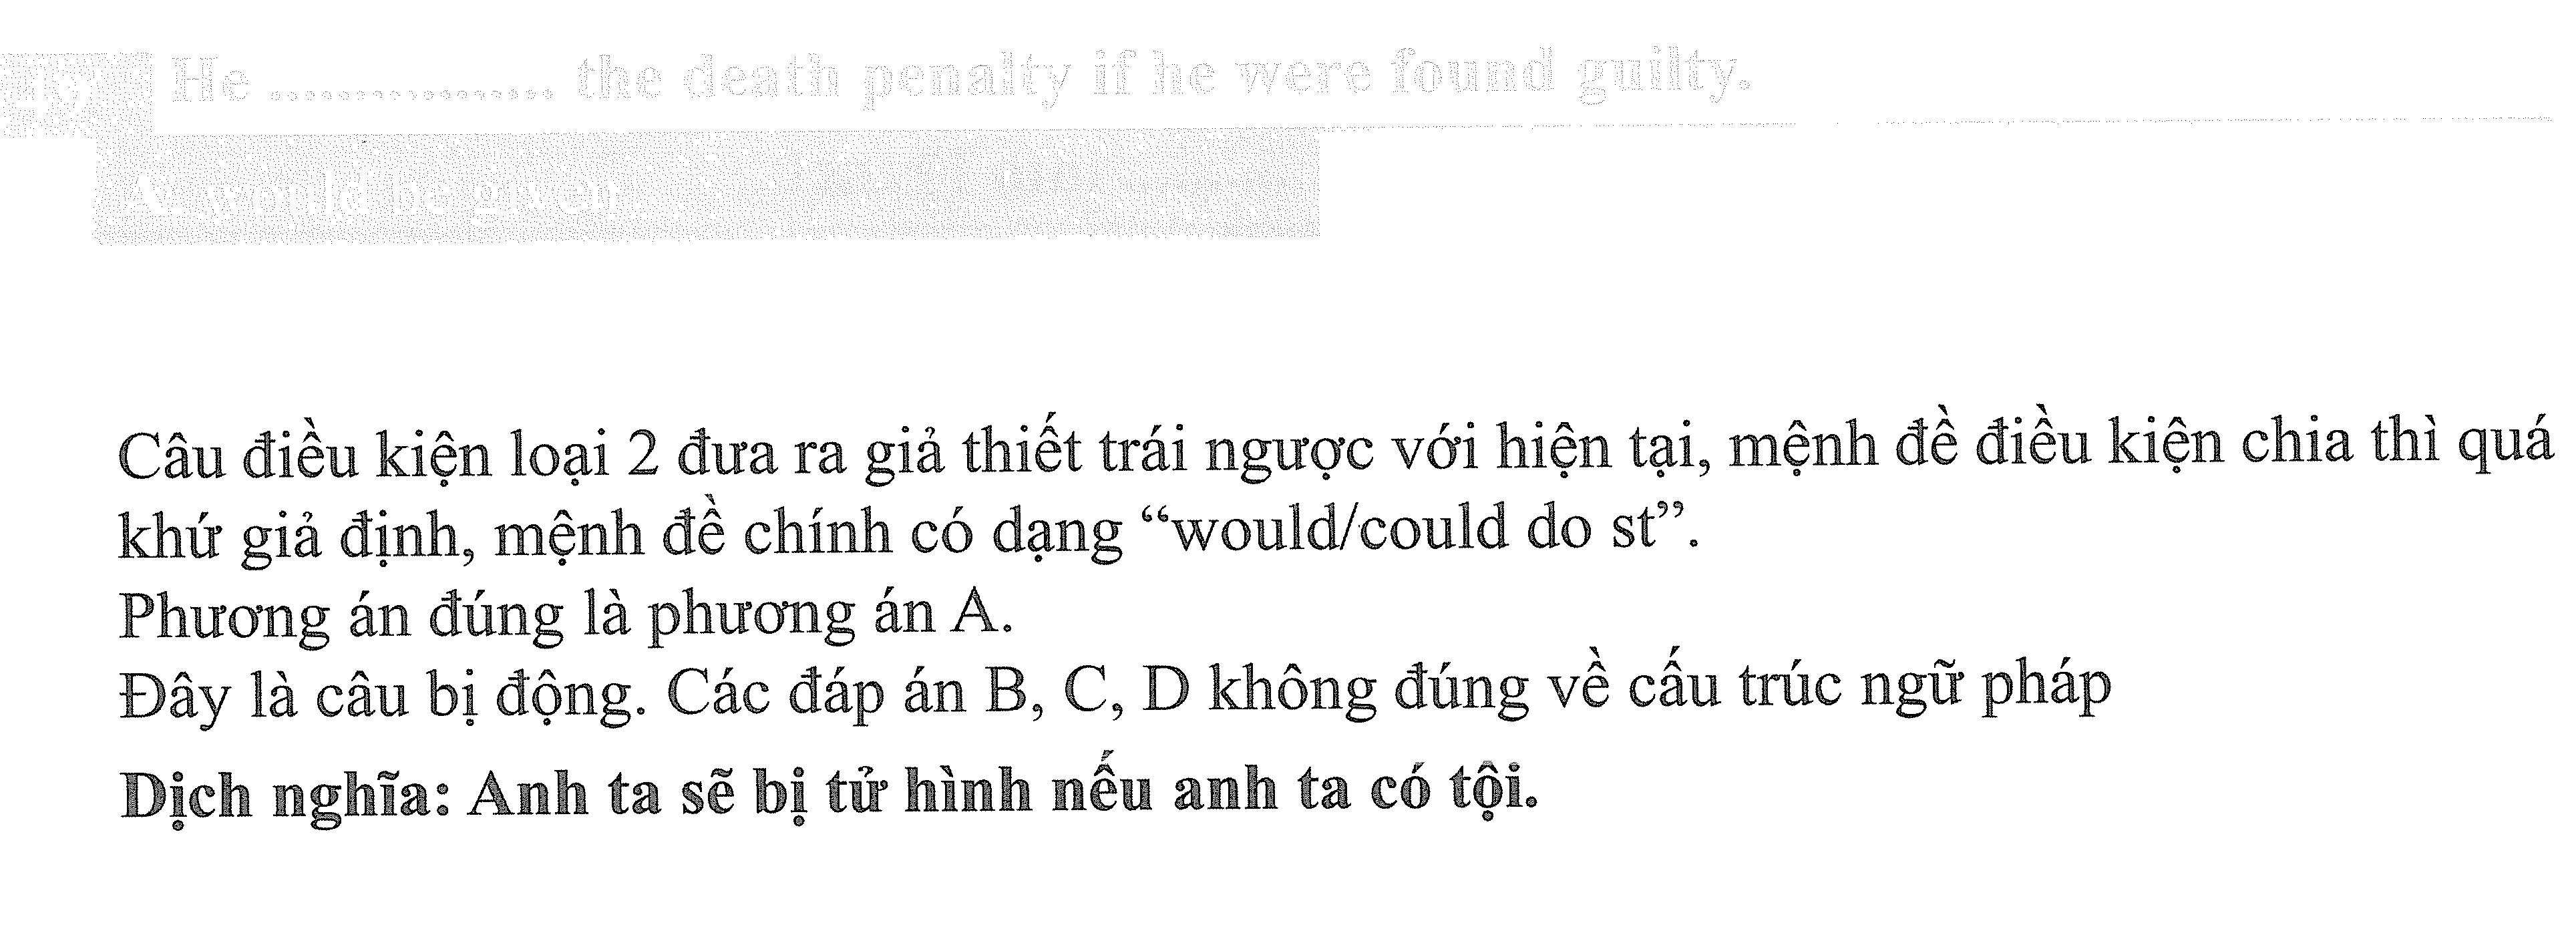 He ................. the death penalty if he were found guilty.
A. would be given
Câu điều kiện loại 2 đưa ra giả thiết trái ngược với hiện tại, mệnh đề điều kiện chia thì quá
khứ giả định, mệnh đề chính có dạng “would/could do st”.
Phương án đúng là phương án A.
Đây là câu bị động. Các đáp án B, C, D không đúng về cấu trúc ngữ pháp
Dịch nghĩa: Anh ta sẽ bị tử hình nếu anh ta có tội.